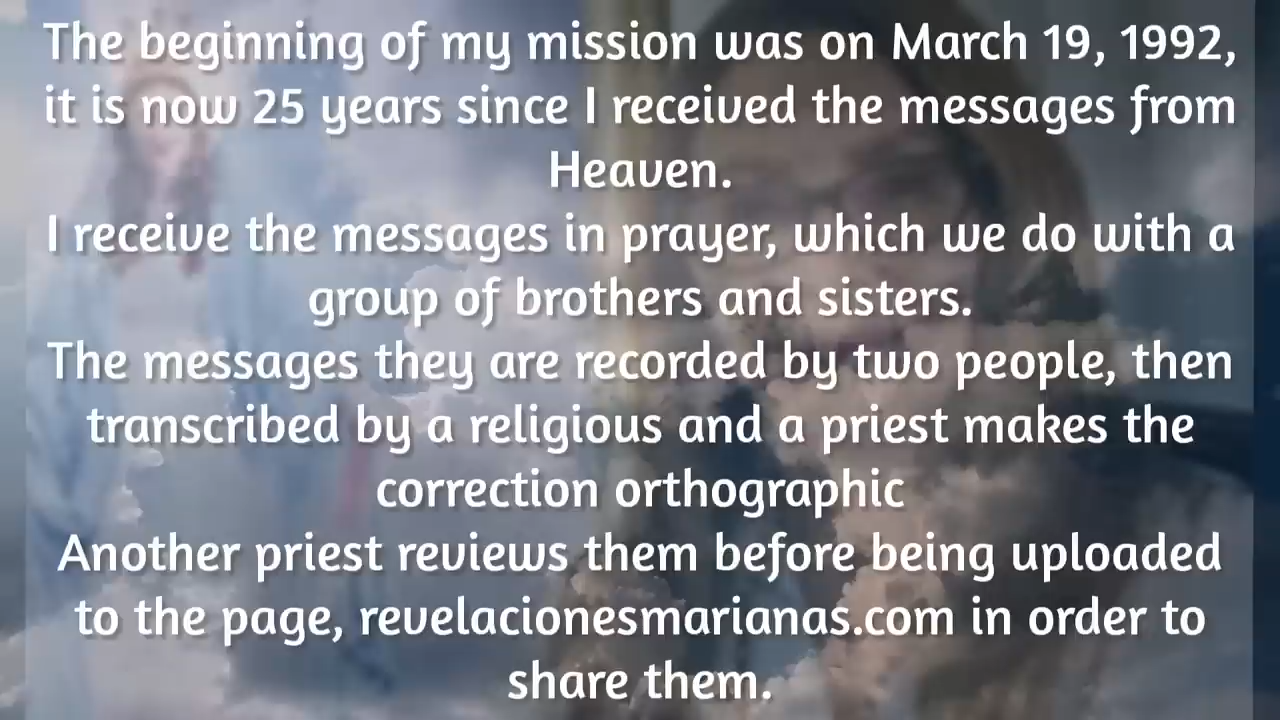 The beginning of my mission was on March 19, 1992,
it is now 25 years since I received the messages from
Heaven.
I receive the messages in prayer, which we do with a
group of brothers and sisters.
The messages they are recorded by two people, then
transcribed by a religious and a priest makes the
correction orthographic
Another priest reviews them before being uploaded
to the page, revelacionesmarianas.com in order to
share them.